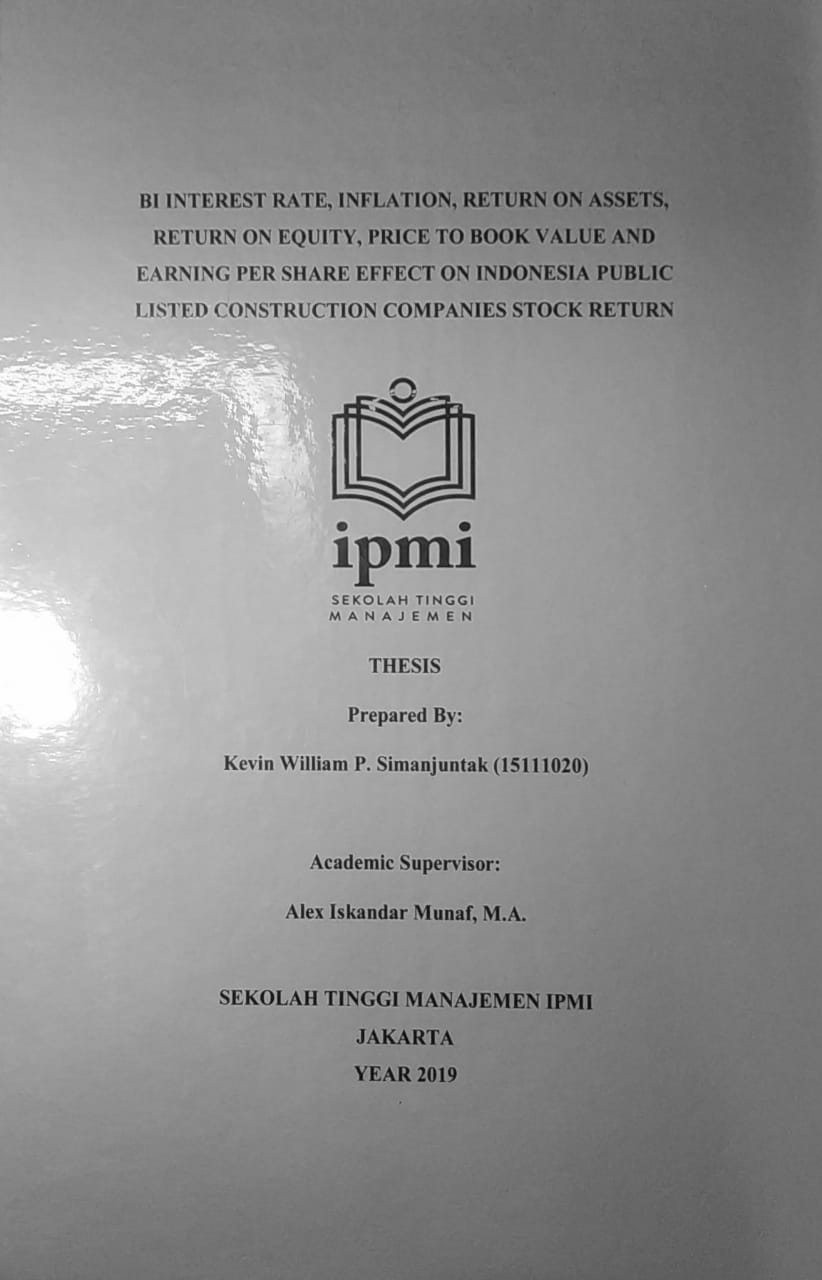 BI INTEREST RATE, INFLATION, RETURN ON ASSETS,
RETURN ON EQUITY, PRICE TO BOOK VALUE AND
EARNING PER SHARE EFFECT ON INDONESIA PUBLIC
LISTED CONSTRUCTION COMPANIES STOCK RETURN
ipmi
SEKOLAH TINGGI
MANAJEMEN
THESIS
Prepared By:
Kevin William P. Simanjuntak (15111020)
Academic Supervisor:
Alex Iskandar Munaf, M.A.
SEKOLAH TINGGI MANAJEMEN IPMI
JAKARTA
YEAR 2019